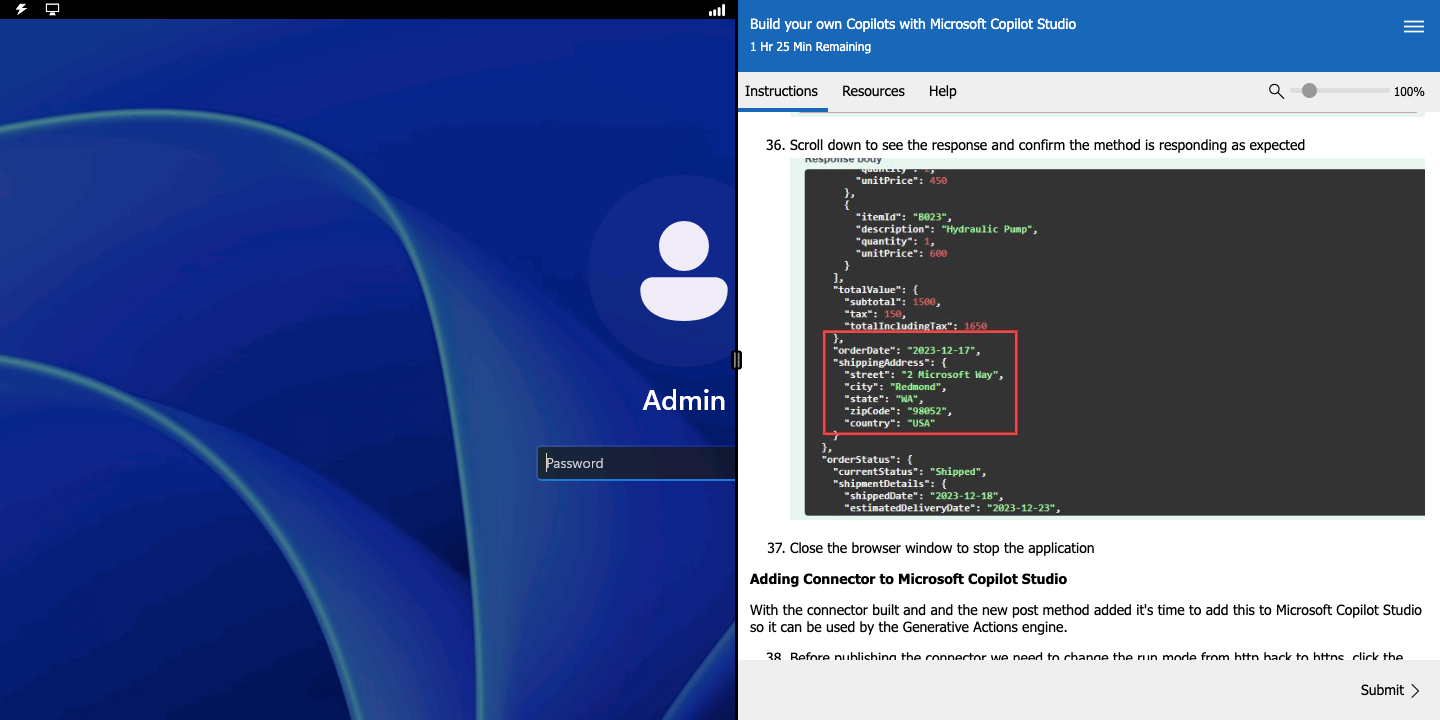 Admin
Password
Build your own Copilots with Microsoft Copilot Studio
1 Hr 25 Min Remaining
Instructions Resources Help 100%
36. Scroll down to see the response and confirm the method is responding as expected
Response body
"quantity": 2,
"unitPrice": 450
},
{
"itemId": "B023",
"description": "Hydraulic Pump",
"quantity": 1,
"unitPrice": 600
}
],
"totalValue": {
"subtotal": 1500,
"tax": 150,
"totalIncludingTax": 1650
},
"orderDate": "2023-12-17",
"shippingAddress": {
"street": "2 Microsoft Way",
"city": "Redmond",
"state": "WA",
"zipCode": "98052",
"country": "USA"
}
},
"orderStatus": {
"currentStatus": "Shipped",
"shipmentDetails": {
"shippedDate": "2023-12-18",
"estimatedDeliveryDate": "2023-12-23",
37. Close the browser window to stop the application
Adding Connector to Microsoft Copilot Studio
With the connector built and and the new post method added it's time to add this to Microsoft Copilot Studio
so it can be used by the Generative Actions engine.
38. Before publishing the connector we need to change the run mode from http back to https, click the
Submit